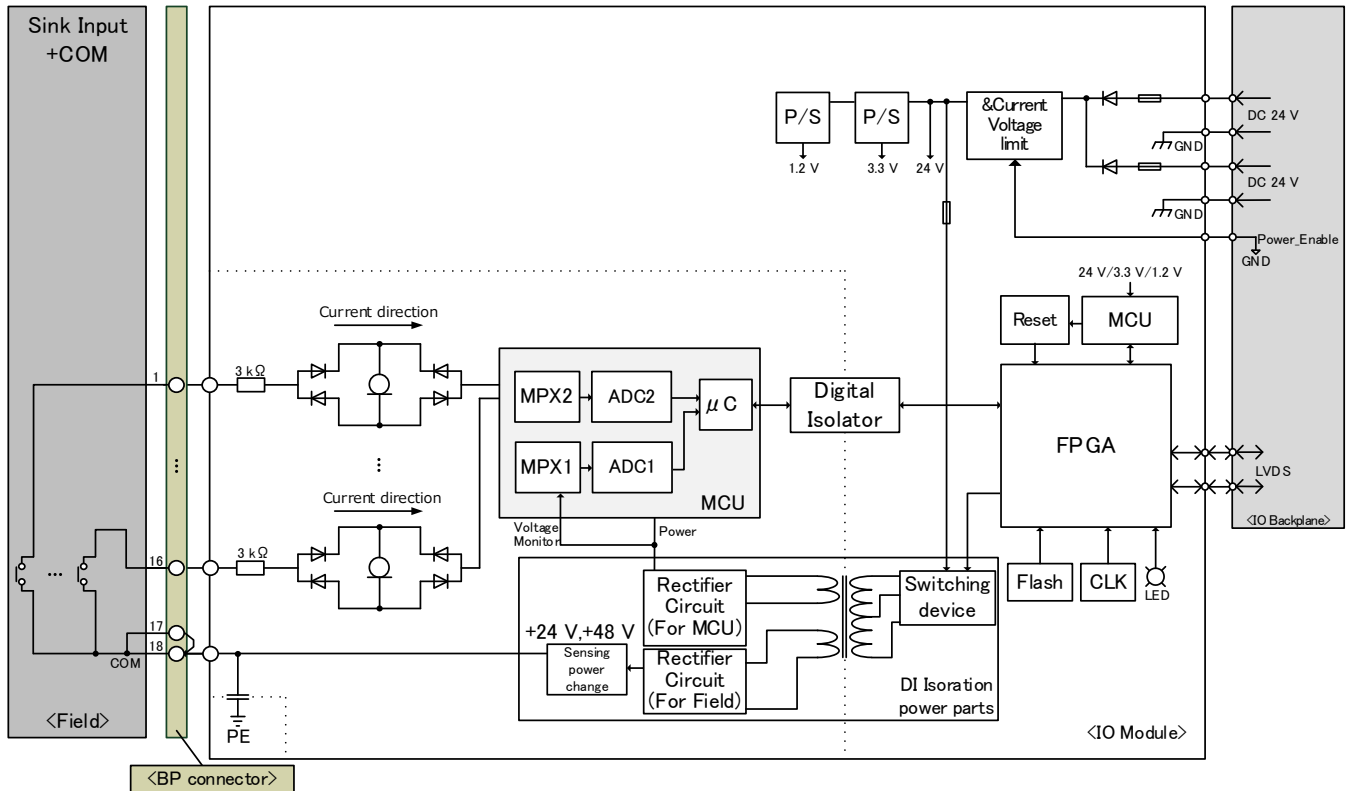 Sink Input
+COM
P/S
P/S
&Current
Voltage
limit
1.2 V
3.3 V
24 V
DC 24 V
GND
DC 24 V
GND
Power_Enable
GND
24 V/3.3 V/1.2 V
Reset
MCU
Current direction
1
3 kΩ
⋮
⋮
MPX2
ADC2
μC
MPX1
ADC1
MCU
Digital
Isolator
FPGA
LVDS
<IO Backplane>
Current direction
Voltage
Monitor
Power
16
3 kΩ
...
Flash
CLK
LED
Rectifier
Circuit
(For MCU)
Switching
device
17
18
COM
+24 V,+48 V
Sensing
power
change
Rectifier
Circuit
(For Field)
DI Isoration
power parts
<Field>
PE
<IO Module>
<BP connector>